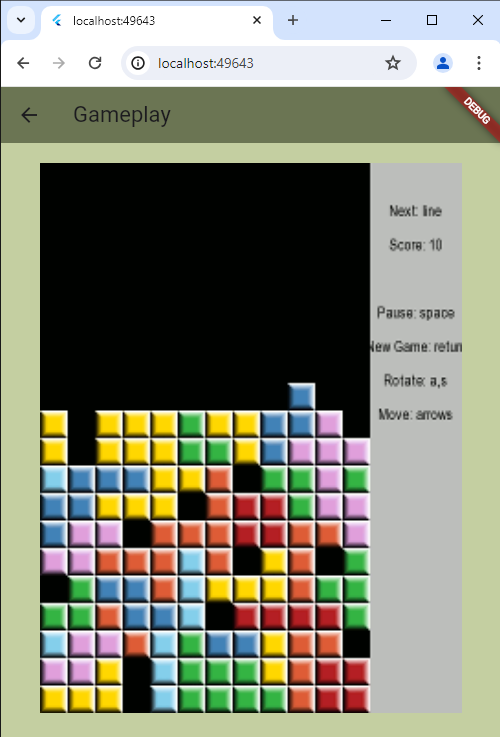 localhost:49643
localhost:49643
Gameplay
DEBUG
Next: line
Score: 10
Pause: space
New Game: retur
Rotate: a,s
Move: arrows